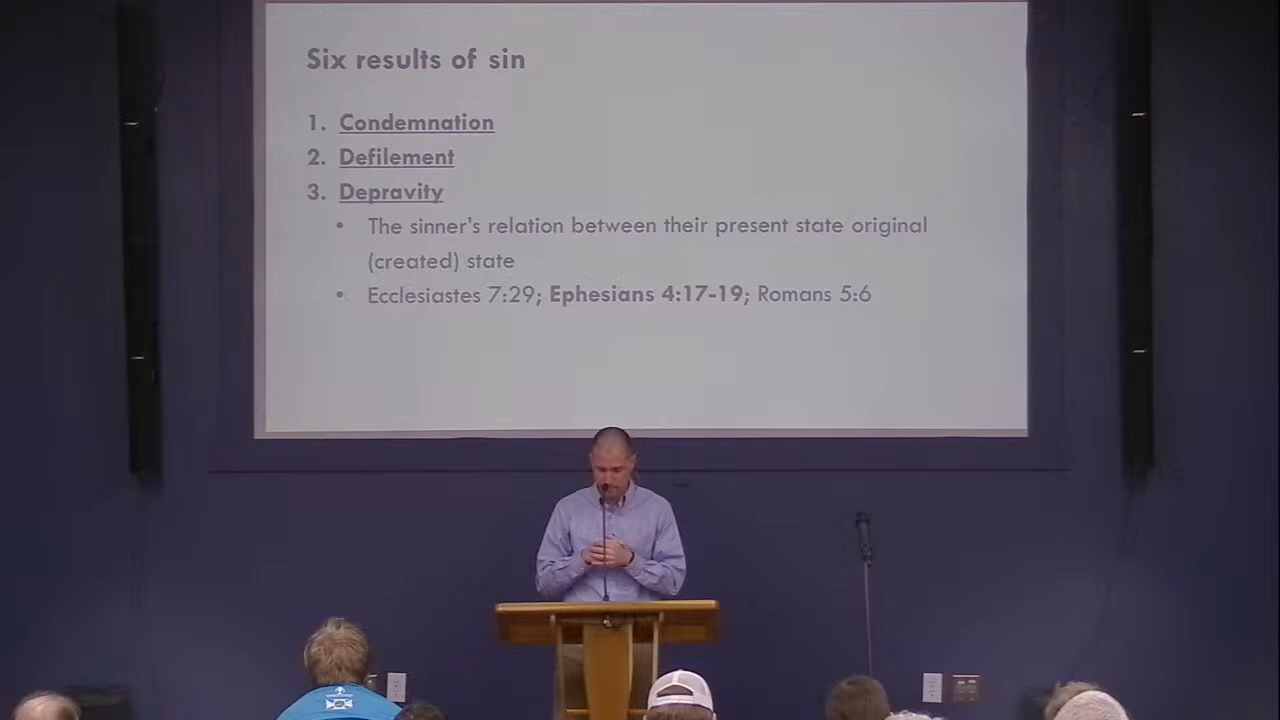 Six results of sin
1. Condemnation
2. Defilement
3. Depravity
• The sinner's relation between their present state original
(created) state
• Ecclesiastes 7:29; Ephesians 4:17-19; Romans 5:6